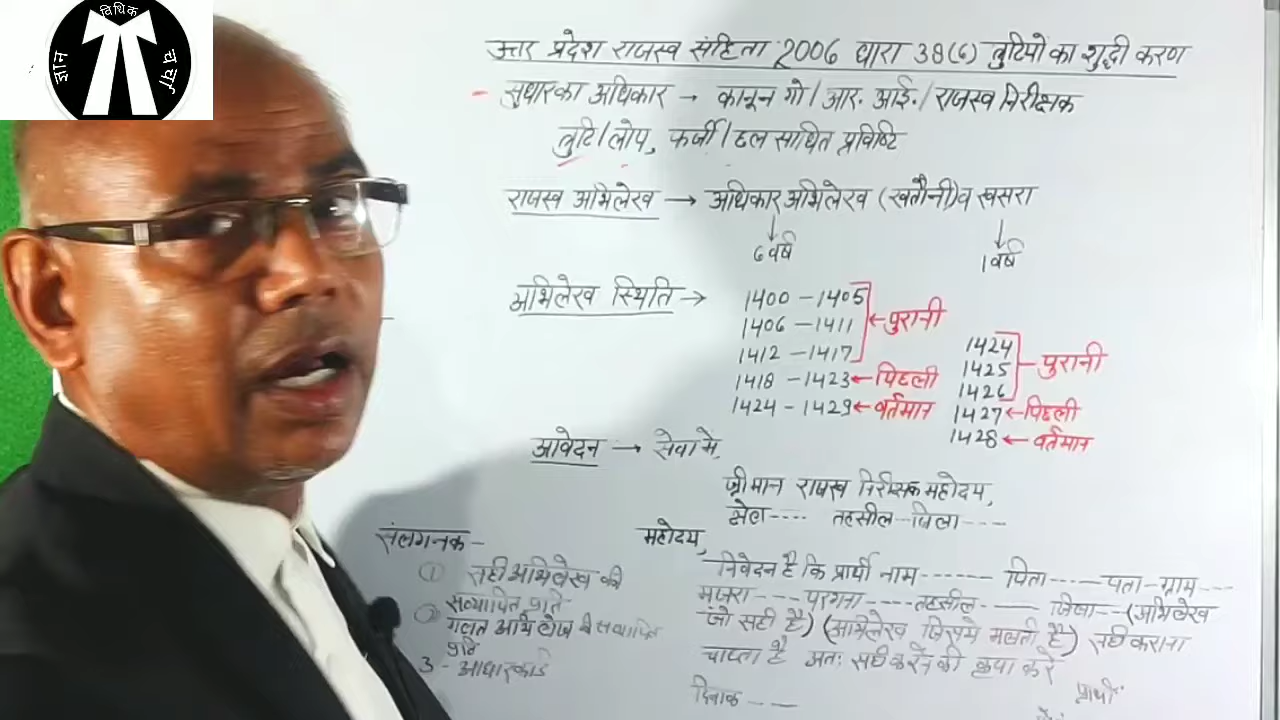 ज्ञान विधिक चर्चा
उत्तर प्रदेश राजस्व संहिता 2006 धारा 38(6) त्रुटियो का शुद्धी करण
- सुधार का अधिकार → कानून गो / आर. आई. / राजस्व निरीक्षक
त्रुटि / लोप, फर्जी / छल साधित प्रविष्टि
राजस्व अभिलेख → अधिकार अभिलेख (खतौनी) व खसरा
↓ ↓
6 वर्ष 1 वर्ष
अभिलेख स्थिति →
1400 – 1405
1406 – 1411 ← पुरानी
1412 – 1417
1418 – 1423 ← पिछली
1424 – 1429 ← वर्तमान
1424
1425 पुरानी
1426
1427 ← पिछली
1428 ← वर्तमान
आवेदन → सेवा में,
श्रीमान राजस्व निरीक्षक महोदय,
क्षेत्र ---- तहसील -- जिला ----
महोदय,
निवेदन है कि प्रार्थी नाम ------- पिता ----- पता - ग्राम ---
मजरा ---- परगना ---- तहसील ---- जिला -- (अभिलेख
जो सही है) (अभिलेख जिसमे गलती है) सही कराना
चाहता है अतः सही करने की कृपा करे
दिनांक -- -- प्रार्थी
संलगनक -
① सही अभिलेख की
सत्यापित प्रति
② गलत अभिलेख की सत्यापित
प्रति
3 - आधारकार्ड